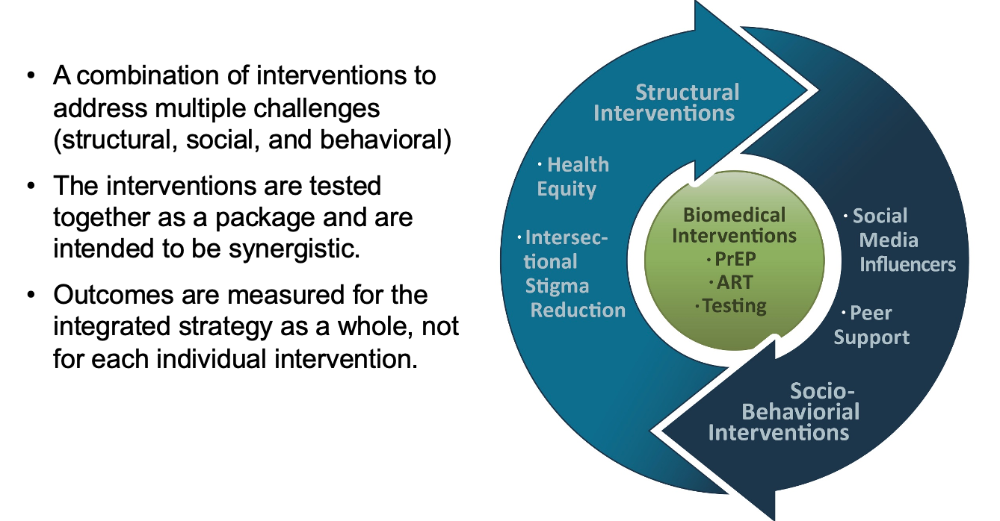 • A combination of interventions to
address multiple challenges
(structural, social, and behavioral)
• The interventions are tested
together as a package and are
intended to be synergistic.
• Outcomes are measured for the
integrated strategy as a whole, not
for each individual intervention.
Structural
Interventions
· Health
Equity
· Intersec-
tional
Stigma
Reduction
Biomedical
Interventions
· PrEP
· ART
· Testing
· Social
Media
Influencers
· Peer
Support
Socio-
Behaviorial
Interventions